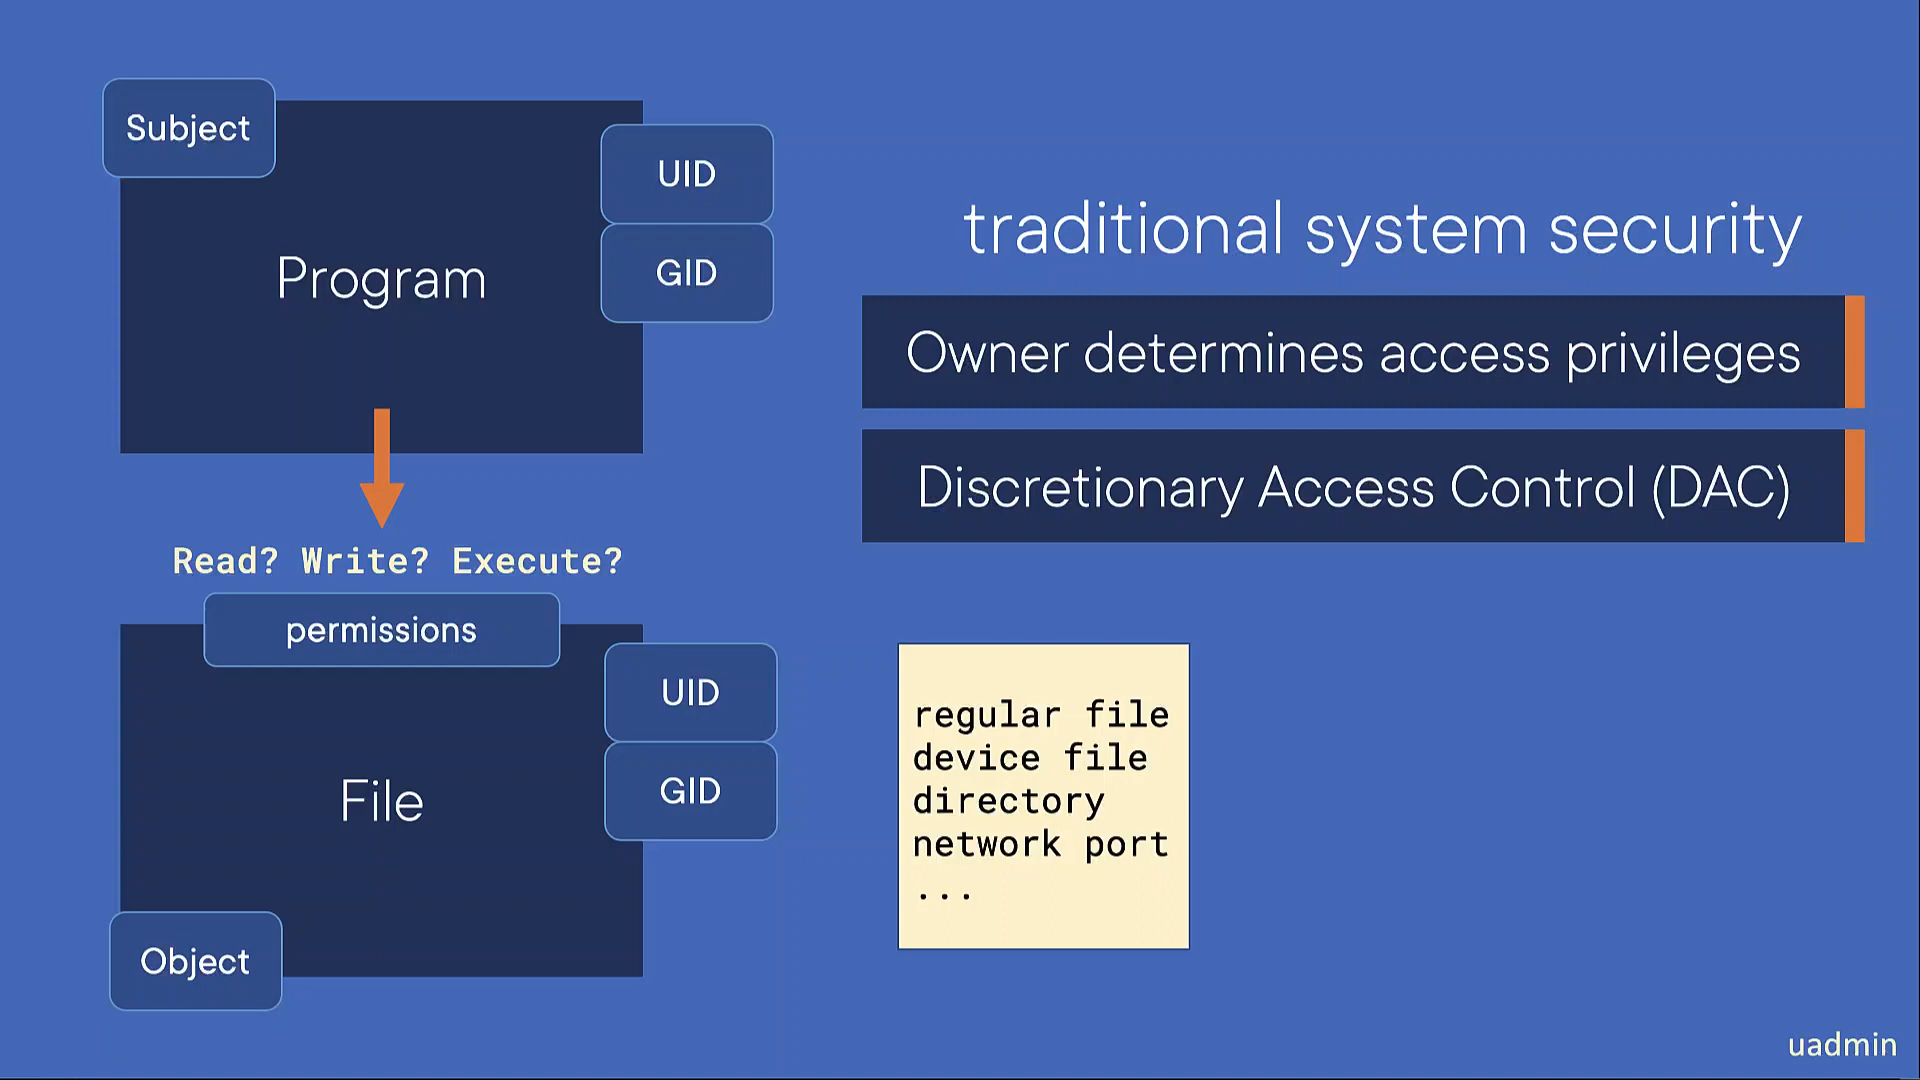 Subject
UID
GID
Program
Read? Write? Execute?
permissions
UID
GID
File
Object
traditional system security
Owner determines access privileges
Discretionary Access Control (DAC)
regular file
device file
directory
network port
...
uadmin